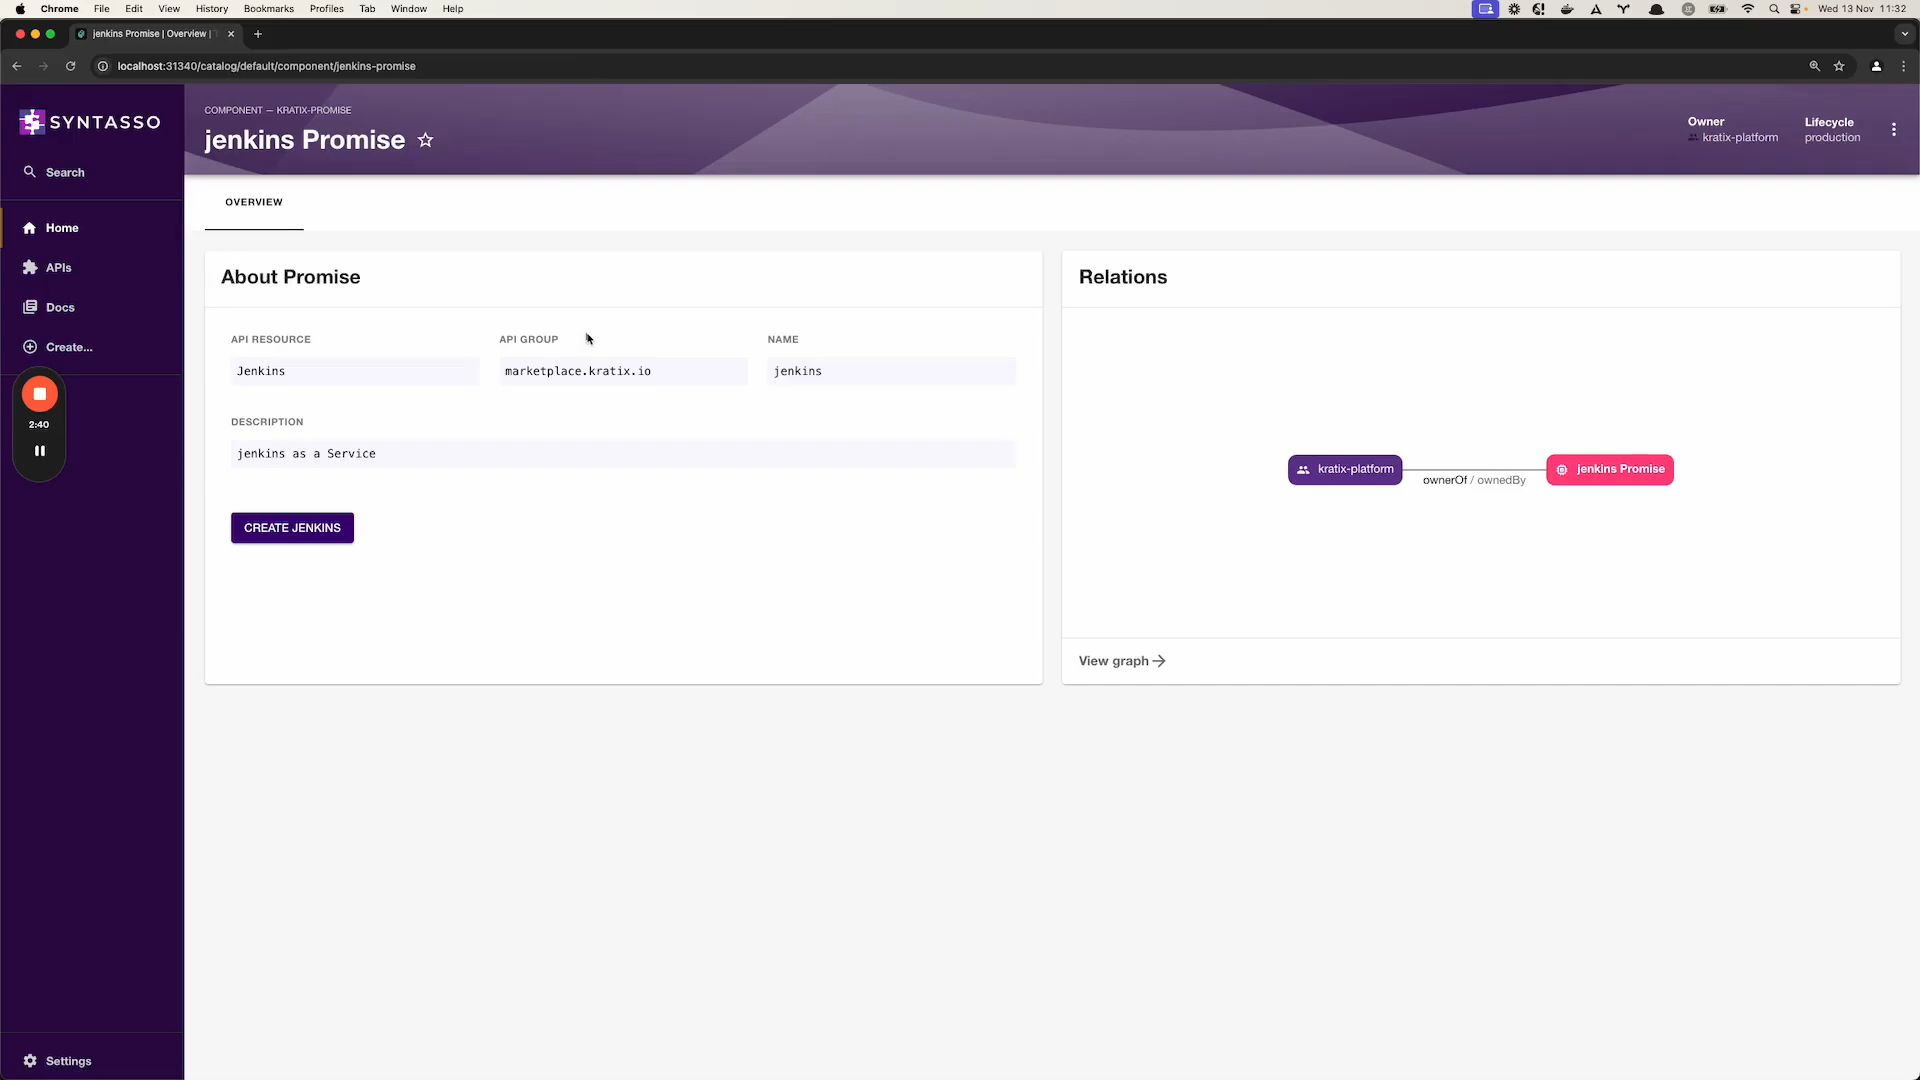 Chrome File Edit View History Bookmarks Profiles Tab Window Help
Wed 13 Nov 11:32
jenkins Promise | Overview |
localhost:31340/catalog/default/component/jenkins-promise
SYNTASSO
Search
Home
APIs
Docs
Create...
2:40
Settings
COMPONENT — KRATIX-PROMISE
jenkins Promise
Owner
kratix-platform
Lifecycle
production
OVERVIEW
About Promise
API RESOURCE
Jenkins
API GROUP
marketplace.kratix.io
NAME
jenkins
DESCRIPTION
jenkins as a Service
CREATE JENKINS
Relations
kratix-platform
ownerOf / ownedBy
jenkins Promise
View graph